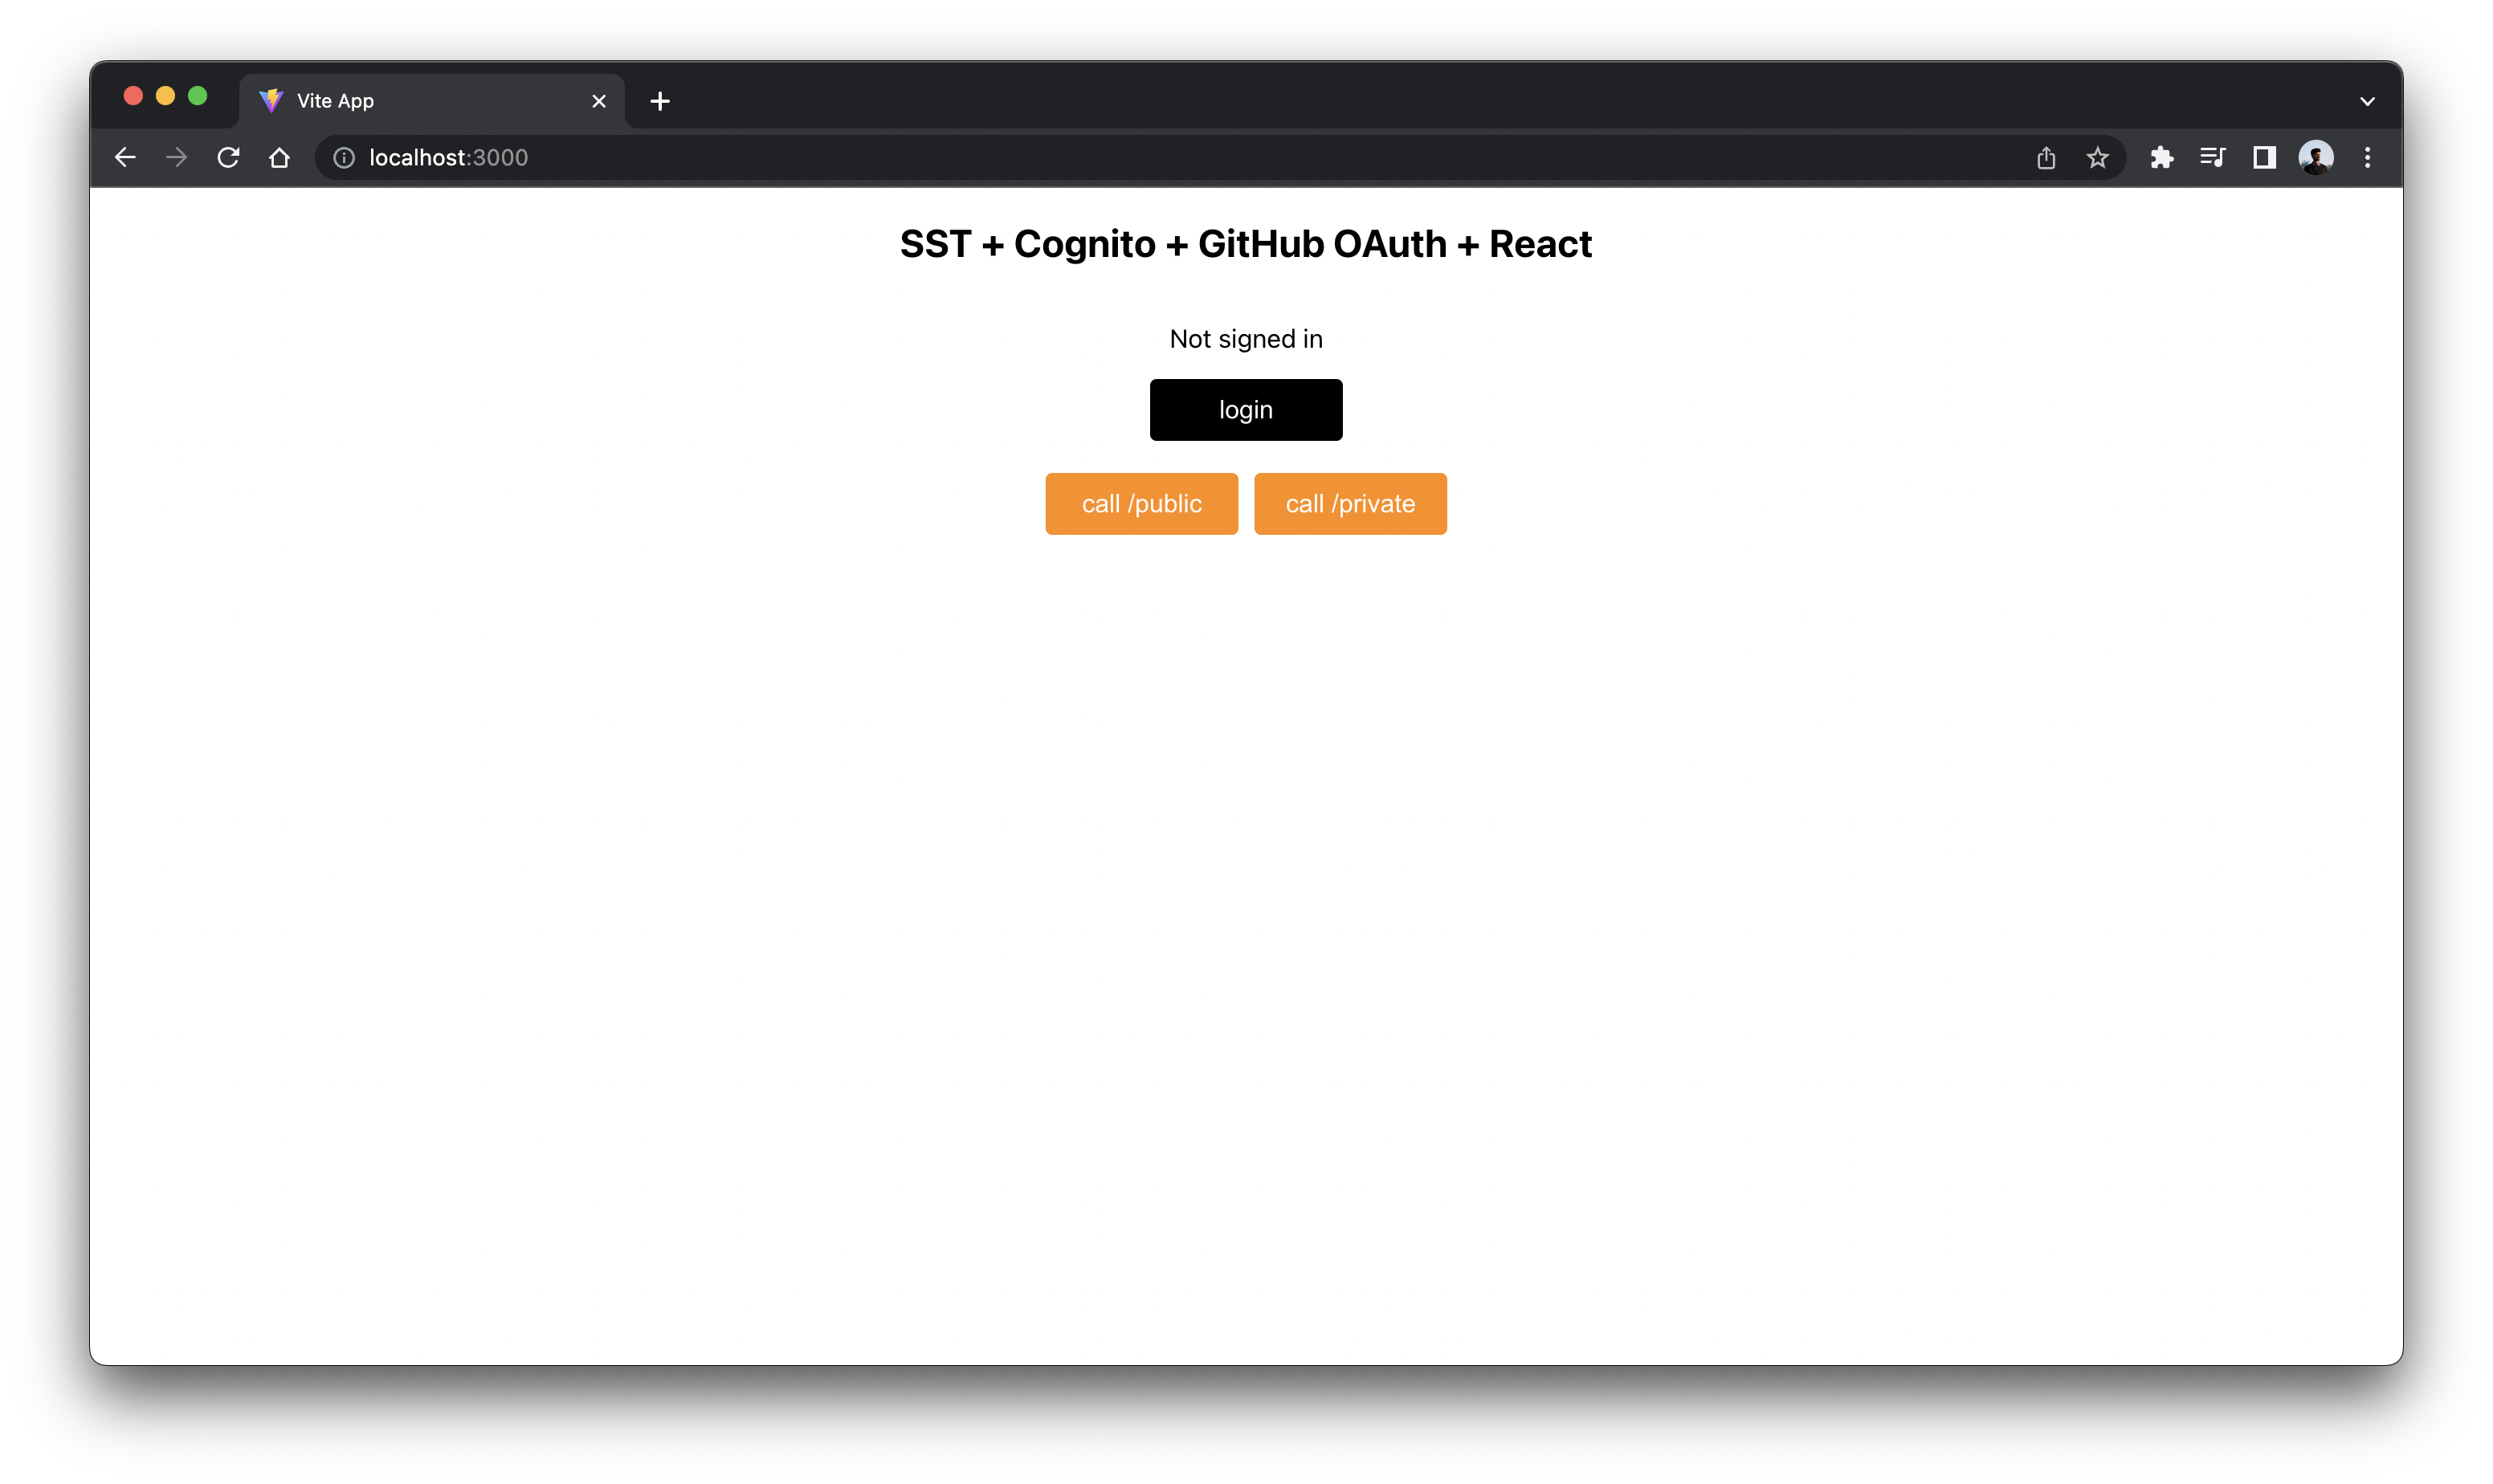 Vite App
localhost:3000
SST + Cognito + GitHub OAuth + React
Not signed in
login
call /public call /private